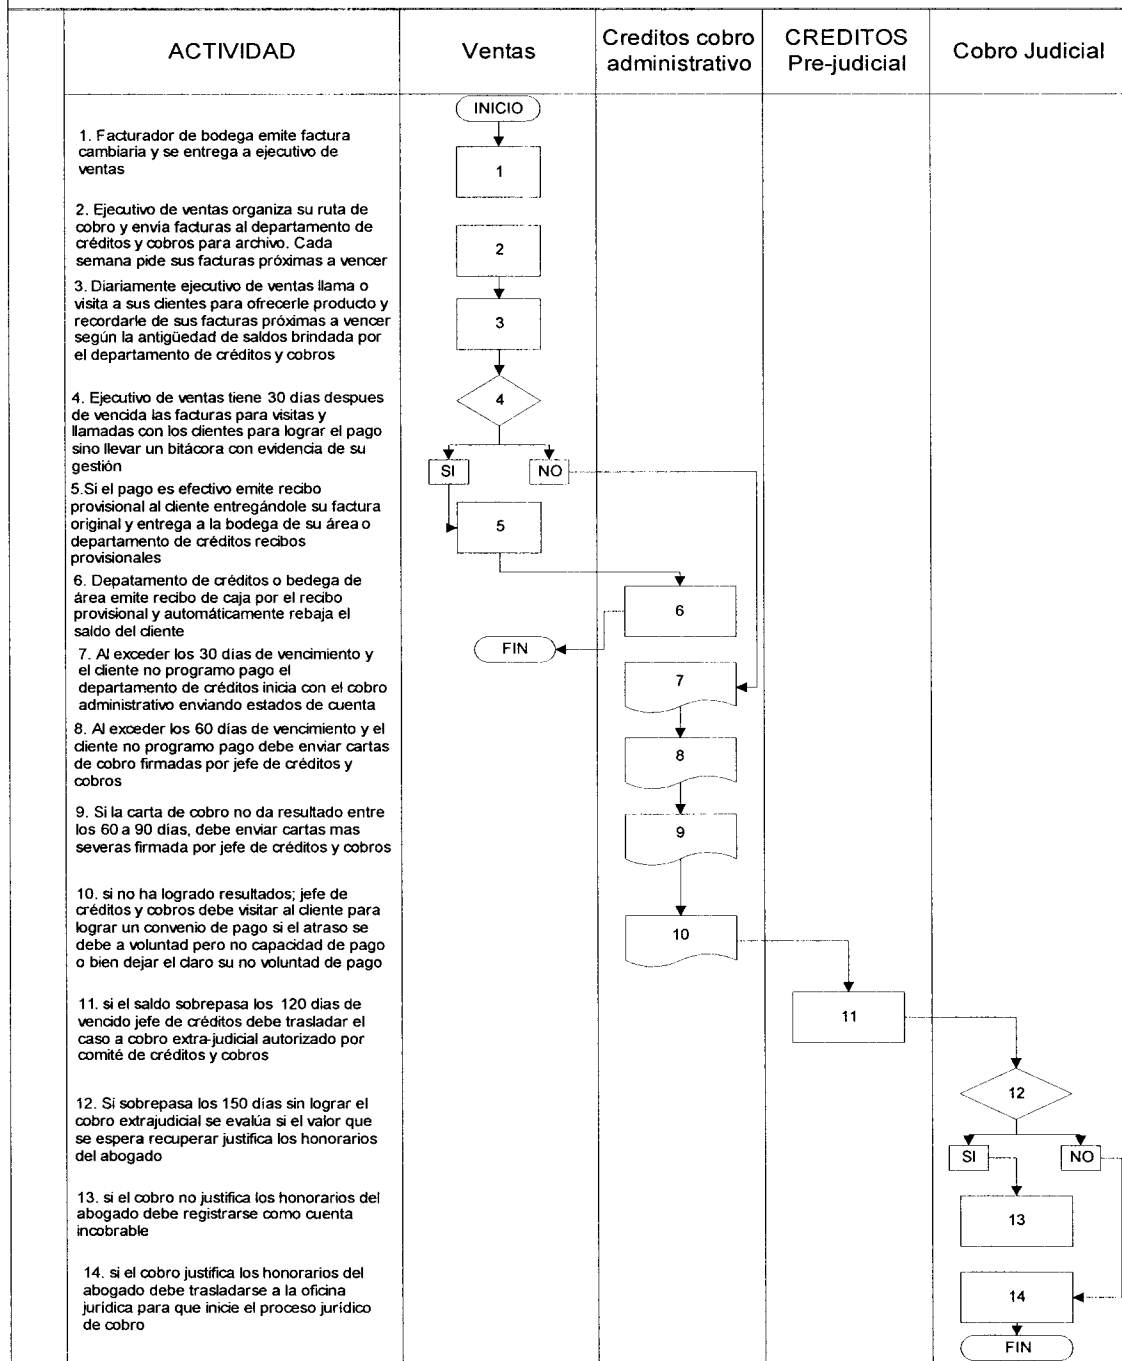 ACTIVIDAD
Ventas
Creditos cobro
administrativo
CREDITOS
Pre-judicial
Cobro Judicial
INICIO
1. Facturador de bodega emite factura
cambiaria y se entrega a ejecutivo de
ventas
1
2. Ejecutivo de ventas organiza su ruta de
cobro y envía facturas al departamento de
créditos y cobros para archivo. Cada
semana pide sus facturas próximas a vencer
2
3. Diariamente ejecutivo de ventas llama o
visita a sus clientes para ofrecerle producto y
recordarle de sus facturas próximas a vencer
según la antigüedad de saldos brindada por
el departamento de créditos y cobros
3
4. Ejecutivo de ventas tiene 30 días despues
de vencida las facturas para visitas y
llamadas con los clientes para lograr el pago
sino llevar un bitácora con evidencia de su
gestión
4
SI
NO
5.Si el pago es efectivo emite recibo
provisional al cliente entregándole su factura
original y entrega a la bodega de su área o
departamento de créditos recibos
provisionales
5
6. Depatamento de créditos o bedega de
área emite recibo de caja por el recibo
provisional y automáticamente rebaja el
saldo del cliente
6
FIN
7. Al exceder los 30 días de vencimiento y
el cliente no programo pago el
departamento de créditos inicia con el cobro
administrativo enviando estados de cuenta
7
8. Al exceder los 60 días de vencimiento y el
cliente no programo pago debe enviar cartas
de cobro firmadas por jefe de créditos y
cobros
8
9. Si la carta de cobro no da resultado entre
los 60 a 90 días, debe enviar cartas mas
severas firmada por jefe de créditos y cobros
9
10. si no ha logrado resultados; jefe de
créditos y cobros debe visitar al cliente para
lograr un convenio de pago si el atraso se
debe a voluntad pero no capacidad de pago
o bien dejar el claro su no voluntad de pago
10
11. si el saldo sobrepasa los 120 dias de
vencido jefe de créditos debe trasladar el
caso a cobro extra-judicial autorizado por
comité de créditos y cobros
11
12. Si sobrepasa los 150 días sin lograr el
cobro extrajudicial se evalúa si el valor que
se espera recuperar justifica los honorarios
del abogado
12
SI
NO
13. si el cobro no justifica los honorarios del
abogado debe registrarse como cuenta
incobrable
13
14. si el cobro justifica los honorarios del
abogado debe trasladarse a la oficina
jurídica para que inicie el proceso jurídico
de cobro
14
FIN